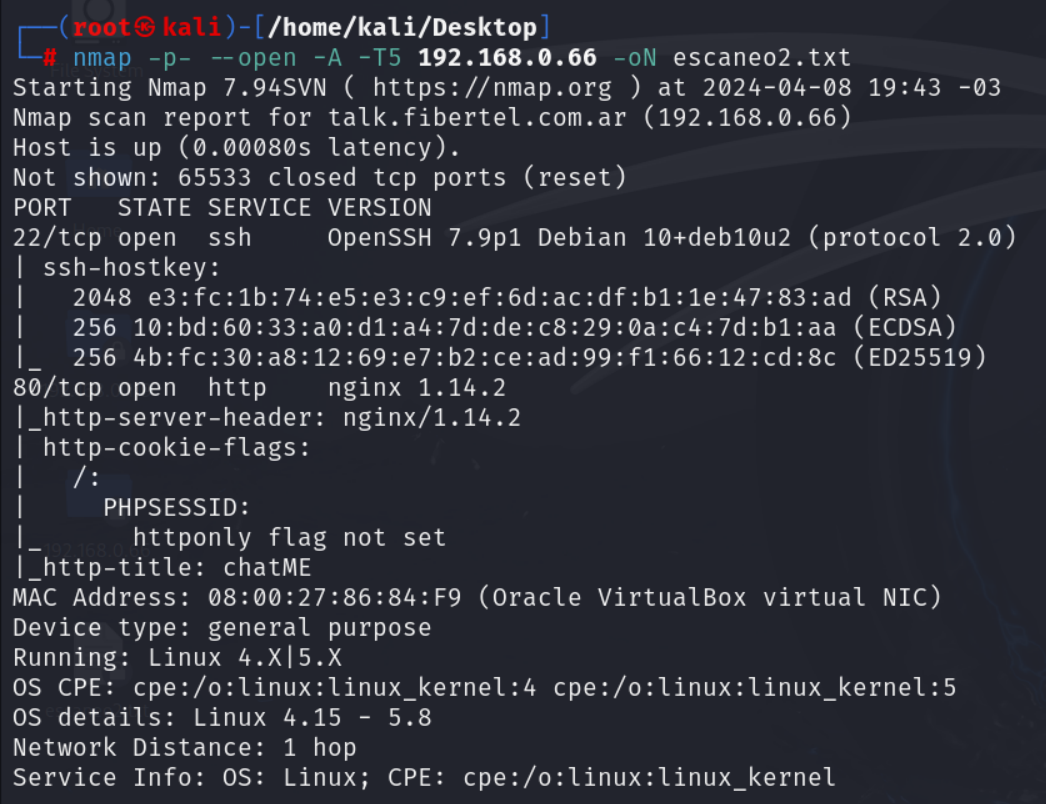 ┌──(root㉿kali)-[/home/kali/Desktop]
└─# nmap -p- --open -A -T5 192.168.0.66 -oN escaneo2.txt
Starting Nmap 7.94SVN ( https://nmap.org ) at 2024-04-08 19:43 -03
Nmap scan report for talk.fibertel.com.ar (192.168.0.66)
Host is up (0.00080s latency).
Not shown: 65533 closed tcp ports (reset)
PORT   STATE SERVICE VERSION
22/tcp open  ssh     OpenSSH 7.9p1 Debian 10+deb10u2 (protocol 2.0)
| ssh-hostkey:
|   2048 e3:fc:1b:74:e5:e3:c9:ef:6d:ac:df:b1:1e:47:83:ad (RSA)
|   256 10:bd:60:33:a0:d1:a4:7d:de:c8:29:0a:c4:7d:b1:aa (ECDSA)
|_  256 4b:fc:30:a8:12:69:e7:b2:ce:ad:99:f1:66:12:cd:8c (ED25519)
80/tcp open  http    nginx 1.14.2
|_http-server-header: nginx/1.14.2
| http-cookie-flags:
|   /:
|     PHPSESSID:
|_      httponly flag not set
|_http-title: chatME
MAC Address: 08:00:27:86:84:F9 (Oracle VirtualBox virtual NIC)
Device type: general purpose
Running: Linux 4.X|5.X
OS CPE: cpe:/o:linux:linux_kernel:4 cpe:/o:linux:linux_kernel:5
OS details: Linux 4.15 - 5.8
Network Distance: 1 hop
Service Info: OS: Linux; CPE: cpe:/o:linux:linux_kernel